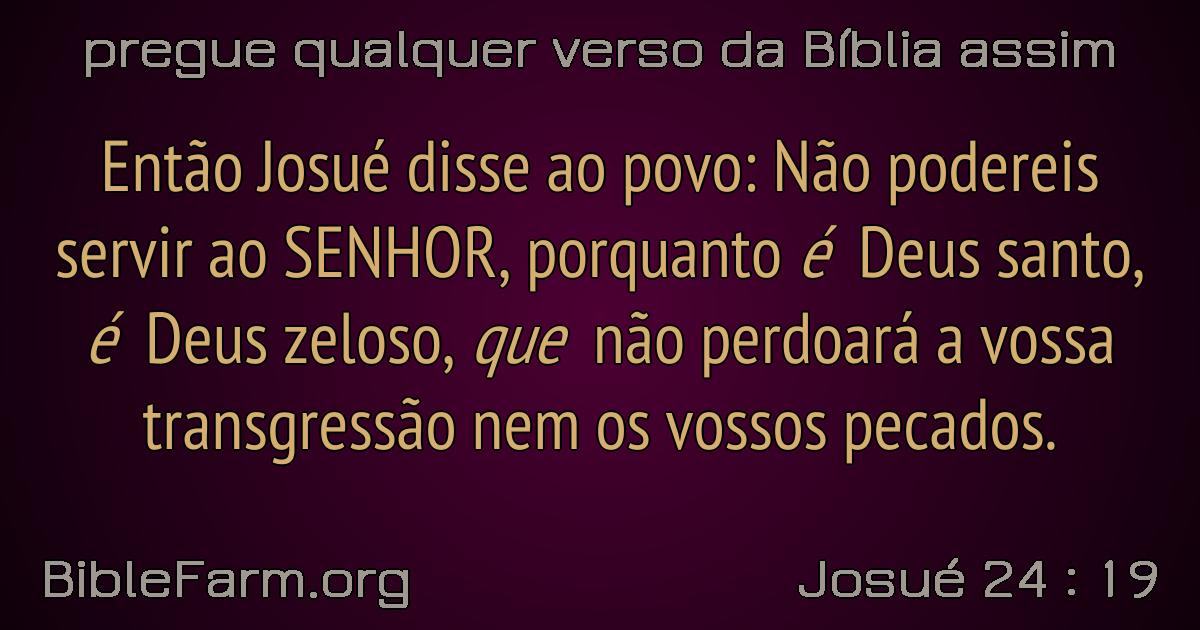 pregue qualquer verso da Bíblia assim
Então Josué disse ao povo: Não podereis
servir ao SENHOR, porquanto é Deus santo,
é Deus zeloso, que não perdoará a vossa
transgressão nem os vossos pecados.
BibleFarm.org
Josué 24 : 19